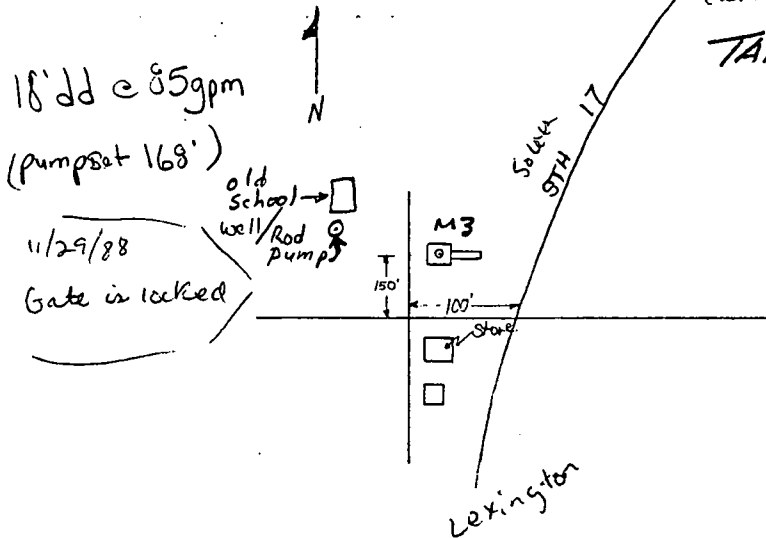 18'dd @ 85gpm
(pumpset 168')
11/29/88
Gate is locked
N
old
School
well/Rod
Pump
M3
150'
100'
Store
17
Lexington